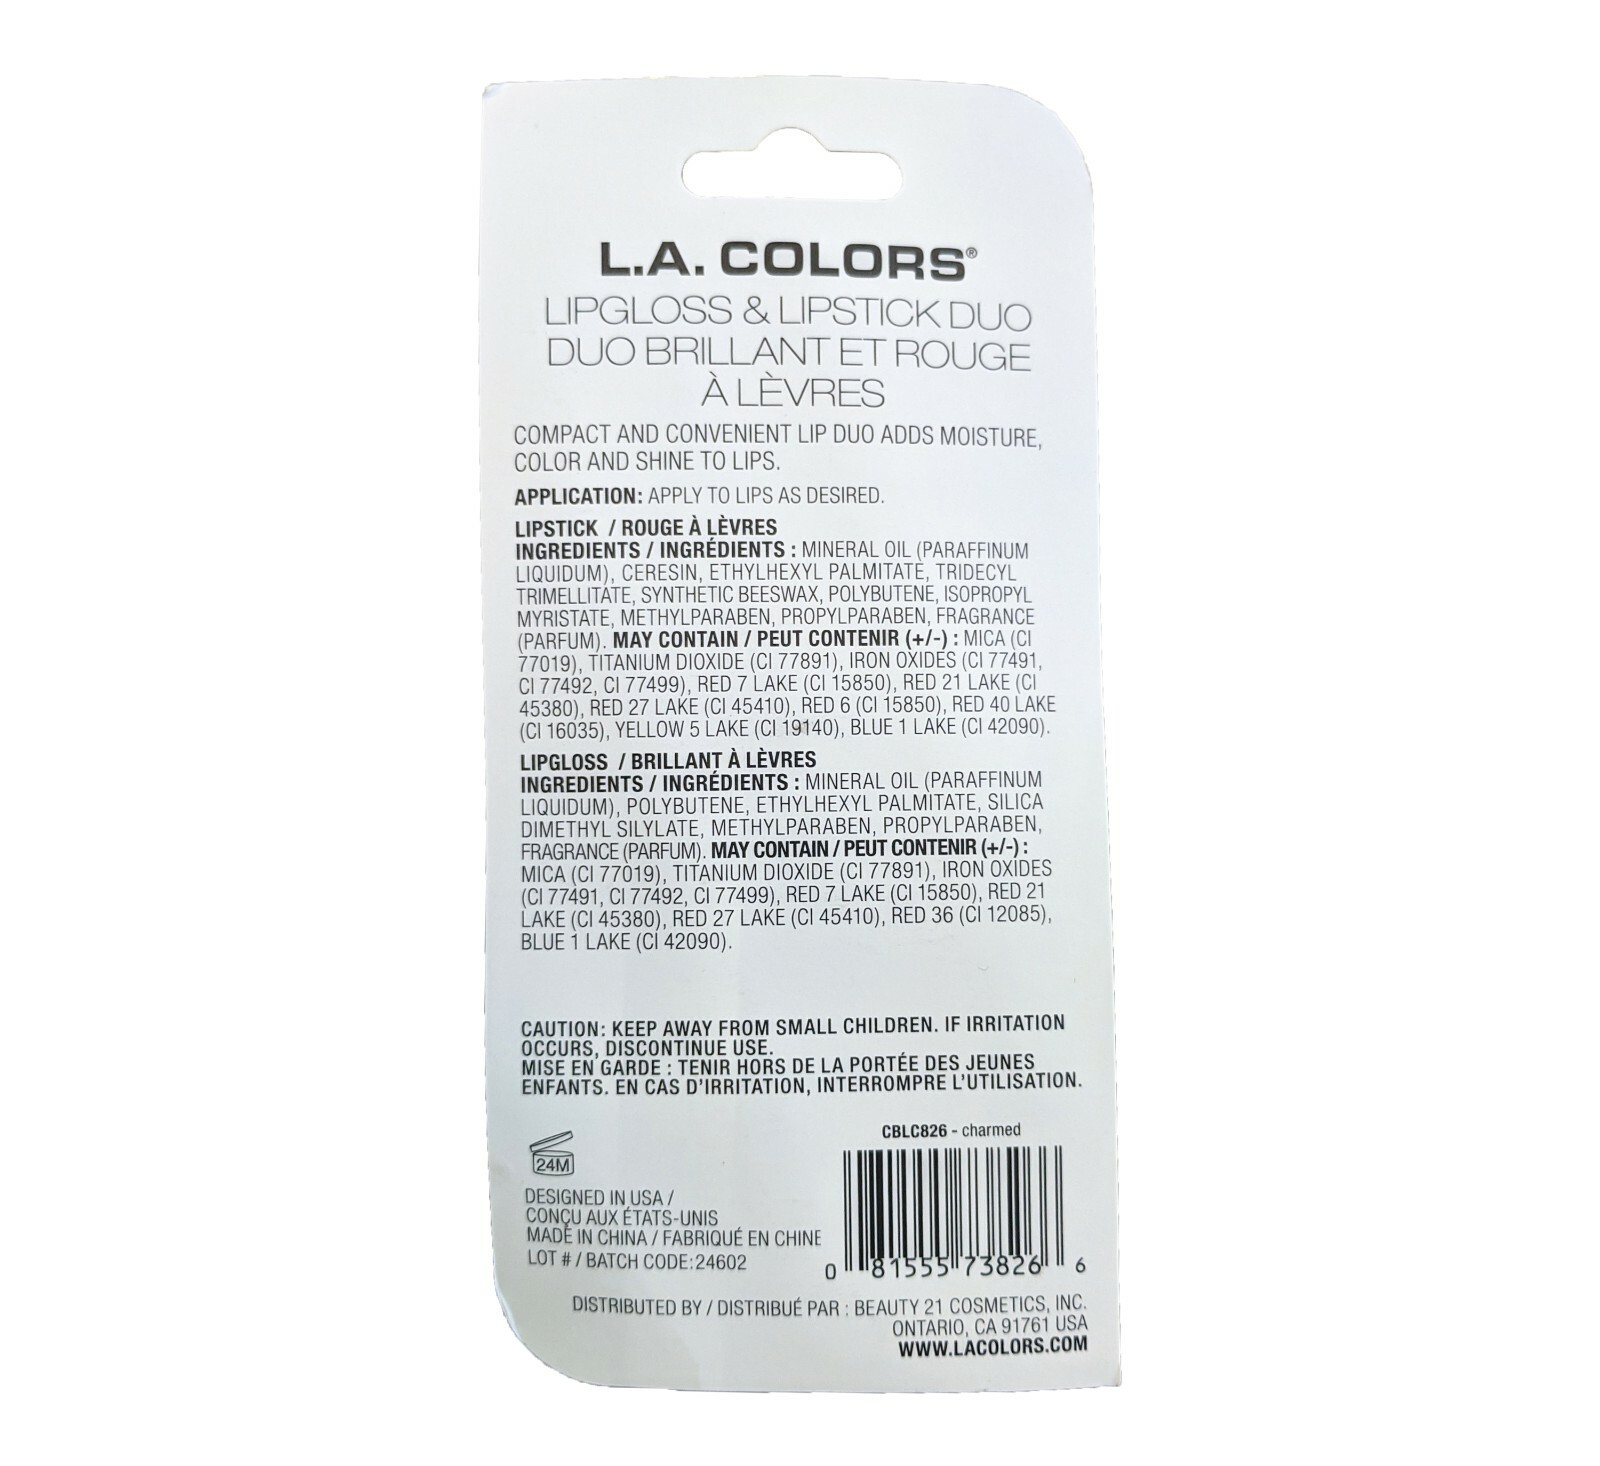 L.A. COLORS®
LIPGLOSS & LIPSTICK DUO
DUO BRILLANT ET ROUGE
À LÈVRES
COMPACT AND CONVENIENT LIP DUO ADDS MOISTURE,
COLOR AND SHINE TO LIPS.
APPLICATION: APPLY TO LIPS AS DESIRED.
LIPSTICK / ROUGE À LÈVRES
INGREDIENTS / INGRÉDIENTS : MINERAL OIL (PARAFFINUM
LIQUIDUM), CERESIN, ETHYLHEXYL PALMITATE, TRIDECYL
TRIMELLITATE, SYNTHETIC BEESWAX, POLYBUTENE, ISOPROPYL
MYRISTATE, METHYLPARABEN, PROPYLPARABEN, FRAGRANCE
(PARFUM). MAY CONTAIN / PEUT CONTENIR (+/-) : MICA (CI
77019), TITANIUM DIOXIDE (CI 77891), IRON OXIDES (CI 77491,
CI 77492, CI 77499), RED 7 LAKE (CI 15850), RED 21 LAKE (CI
45380), RED 27 LAKE (CI 45410), RED 6 (CI 15850), RED 40 LAKE
(CI 16035), YELLOW 5 LAKE (CI 19140), BLUE 1 LAKE (CI 42090).
LIPGLOSS / BRILLANT À LÈVRES
INGREDIENTS / INGRÉDIENTS : MINERAL OIL (PARAFFINUM
LIQUIDUM), POLYBUTENE, ETHYLHEXYL PALMITATE, SILICA
DIMETHYL SILYLATE, METHYLPARABEN, PROPYLPARABEN,
FRAGRANCE (PARFUM). MAY CONTAIN / PEUT CONTENIR (+/-) :
MICA (CI 77019), TITANIUM DIOXIDE (CI 77891), IRON OXIDES
(CI 77491, CI 77492, CI 77499), RED 7 LAKE (CI 15850), RED 21
LAKE (CI 45380), RED 27 LAKE (CI 45410), RED 36 (CI 12085),
BLUE 1 LAKE (CI 42090).
CAUTION: KEEP AWAY FROM SMALL CHILDREN. IF IRRITATION
OCCURS, DISCONTINUE USE.
MISE EN GARDE : TENIR HORS DE LA PORTÉE DES JEUNES
ENFANTS. EN CAS D'IRRITATION, INTERROMPRE L'UTILISATION.
24M
DESIGNED IN USA /
CONÇU AUX ÉTATS-UNIS
MADE IN CHINA / FABRIQUÉ EN CHINE
LOT # / BATCH CODE:24602
CBLC826 - charmed
0 81555 73826 6
DISTRIBUTED BY / DISTRIBUÉ PAR : BEAUTY 21 COSMETICS, INC.
ONTARIO, CA 91761 USA
WWW.LACOLORS.COM